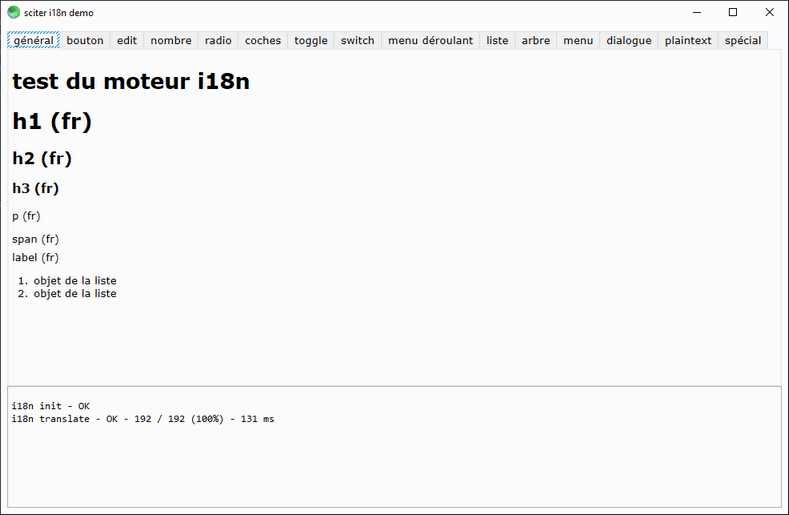 sciter i18n demo
général bouton edit nombre radio coches toggle switch menu déroulant liste arbre menu dialogue plaintext spécial
test du moteur i18n
h1 (fr)
h2 (fr)
h3 (fr)
p (fr)
span (fr)
label (fr)
1. objet de la liste
2. objet de la liste
i18n init - OK
i18n translate - OK - 192 / 192 (100%) - 131 ms